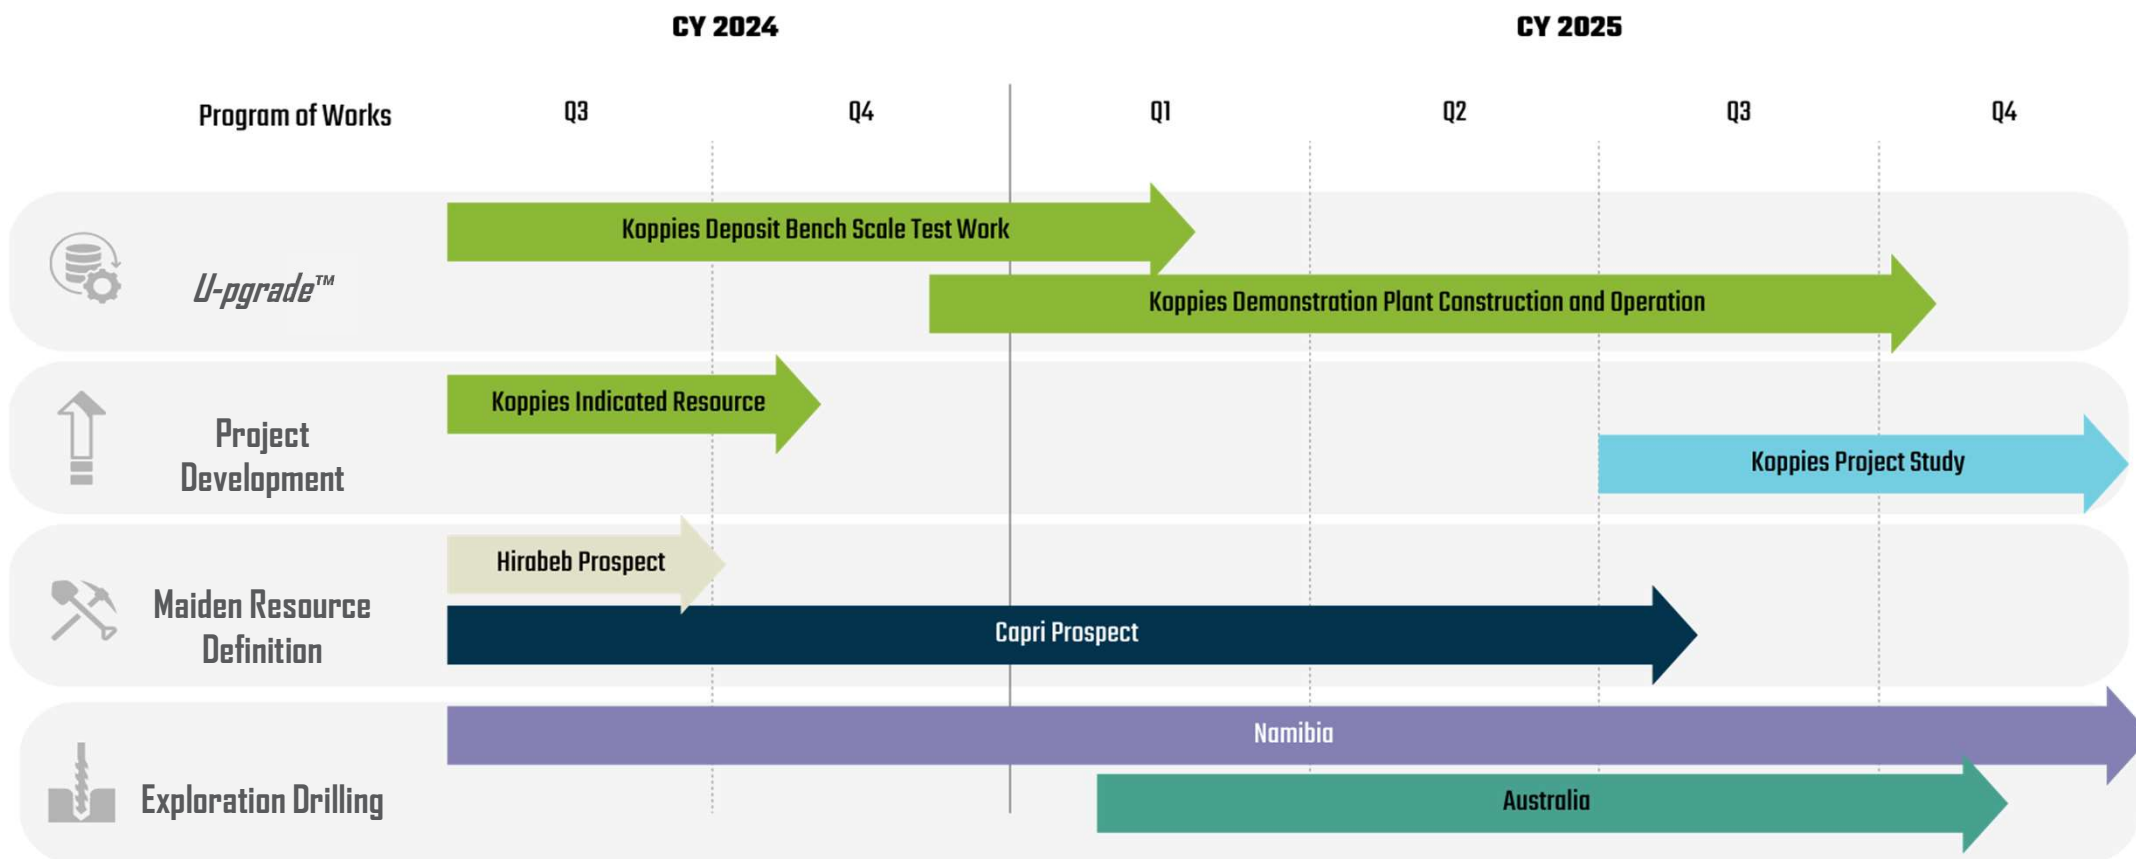 CY 2024
CY 2025
Program of Works
Q3
Q4
Q1
Q2
Q3
Q4
U-pgrade™
Koppies Deposit Bench Scale Test Work
Koppies Demonstration Plant Construction and Operation
Project
Development
Koppies Indicated Resource
Koppies Project Study
Maiden Resource
Definition
Hirabeb Prospect
Capri Prospect
Exploration Drilling
Namibia
Australia